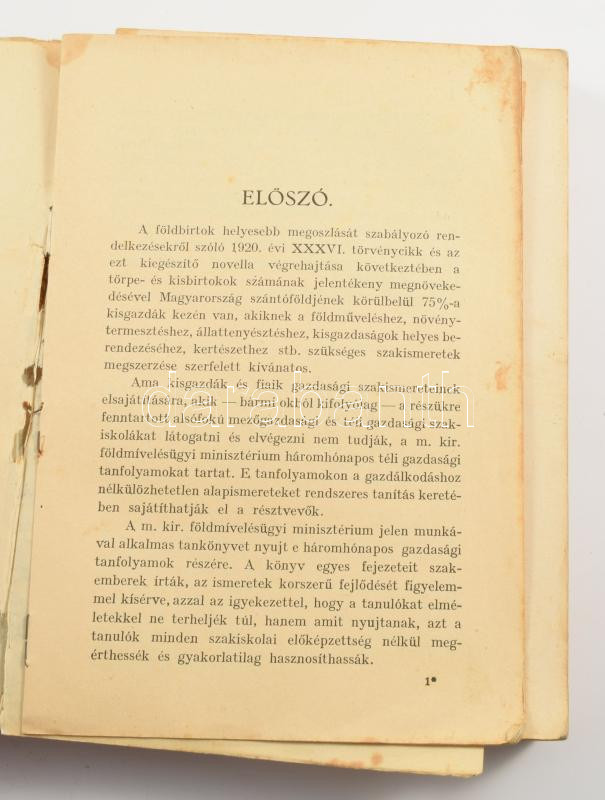 ELŐSZÓ.
A földbirtok helyesebb megoszlását szabályozó ren-
delkezésekről szóló 1920. évi XXXVI. törvénycikk és az
ezt kiegészítő novella végrehajtása következtében a
törpe- és kisbirtokok számának jelentékeny megnöveke-
désével Magyarország szántóföldjének körülbelül 75%-a
kisgazdák kezén van, akiknek a földműveléshez, növény-
termesztéshez, állattenyésztéshez, kisgazdaságok helyes be-
rendezéséhez, kertészethez stb. szükséges szakismeretek
megszerzése szerfelett kívánatos.
Ama kisgazdák és fiaik gazdasági szakismereteinek
elsajátítására, akik — bármi okból kifolyólag — a részükre
fenntartott alsófokú mezőgazdasági és téli gazdasági szak-
iskolákat látogatni és elvégezni nem tudják, a m. kir.
földmívelésügyi minisztérium háromhónapos téli gazdasági
tanfolyamokat tartat. E tanfolyamokon a gazdálkodáshoz
nélkülözhetetlen alapismereteket rendszeres tanítás kereté-
ben sajátíthatják el a résztvevők.
A m. kir. földmívelésügyi minisztérium jelen munká-
val alkalmas tankönyvet nyujt e háromhónapos gazdasági
tanfolyamok részére. A könyv egyes fejezeteit szak-
emberek írták, az ismeretek korszerű fejlődését figyelem-
mel kísérve, azzal az igyekezettel, hogy a tanulókat elmé-
letekkel ne terheljék túl, hanem amit nyujtanak, azt a
tanulók minden szakiskolai előképzettség nélkül meg-
érthessék és gyakorlatilag hasznosíthassák.
1*
darabanth